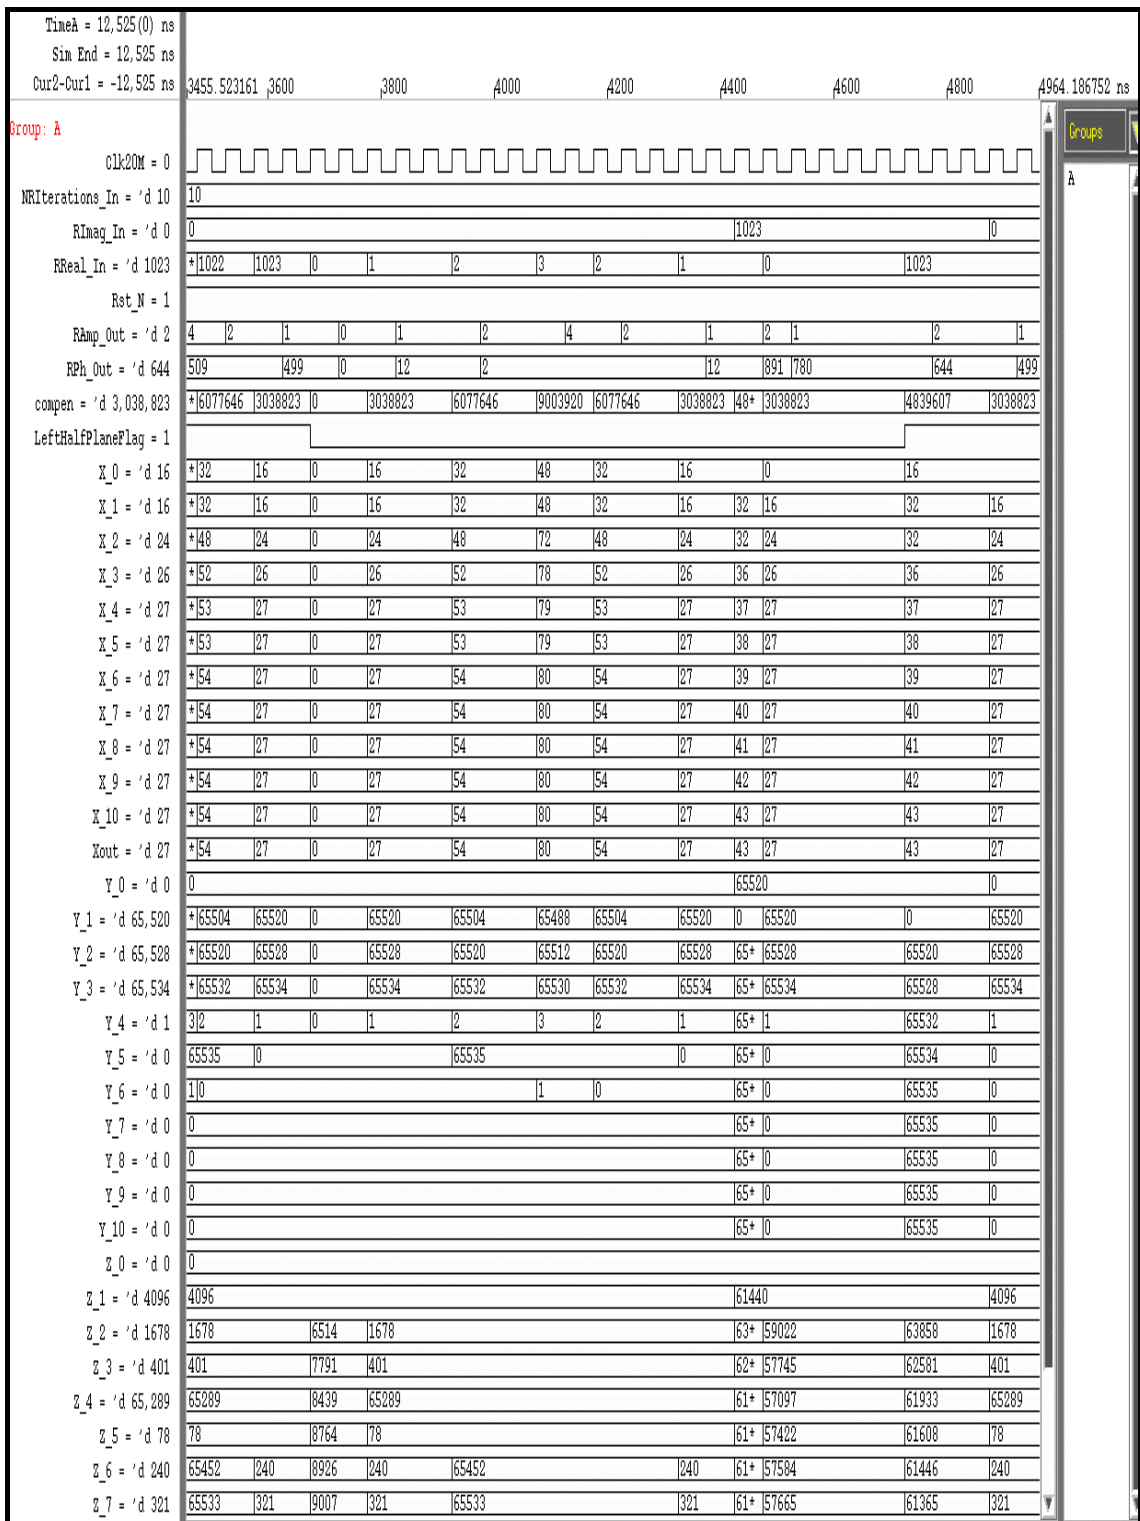 TimeA = 12,525(0) ns
Sim End = 12,525 ns
Cur2-Cur1 = -12,525 ns 3455.523161 3600 3800 4000 4200 4400 4600 4800 4964.186752 ns
Group: A Groups
Clk20M = 0 A
NRIterations_In = 'd 10 10
RImag_In = 'd 0 0 1023 0
RReal_In = 'd 1023 * 1022 1023 0 1 2 3 2 1 0 1023
Rst_N = 1
RAmp_Out = 'd 2 4 2 1 0 1 2 4 2 1 2 1 2 1
RPh_Out = 'd 644 509 499 0 12 2 12 891 780 644 499
compen = 'd 3,038,823 * 6077646 3038823 0 3038823 6077646 9003920 6077646 3038823 48* 3038823 4839607 3038823
LeftHalfPlaneFlag = 1
X_0 = 'd 16 * 32 16 0 16 32 48 32 16 0 16
X_1 = 'd 16 * 32 16 0 16 32 48 32 16 32 16 32 16
X_2 = 'd 24 * 48 24 0 24 48 72 48 24 32 24 32 24
X_3 = 'd 26 * 52 26 0 26 52 78 52 26 36 26 36 26
X_4 = 'd 27 * 53 27 0 27 53 79 53 27 37 27 37 27
X_5 = 'd 27 * 53 27 0 27 53 79 53 27 38 27 38 27
X_6 = 'd 27 * 54 27 0 27 54 80 54 27 39 27 39 27
X_7 = 'd 27 * 54 27 0 27 54 80 54 27 40 27 40 27
X_8 = 'd 27 * 54 27 0 27 54 80 54 27 41 27 41 27
X_9 = 'd 27 * 54 27 0 27 54 80 54 27 42 27 42 27
X_10 = 'd 27 * 54 27 0 27 54 80 54 27 43 27 43 27
Xout = 'd 27 * 54 27 0 27 54 80 54 27 43 27 43 27
Y_0 = 'd 0 0 65520 0
Y_1 = 'd 65,520 * 65504 65520 0 65520 65504 65488 65504 65520 0 65520 0 65520
Y_2 = 'd 65,528 * 65520 65528 0 65528 65520 65512 65520 65528 65* 65528 65520 65528
Y_3 = 'd 65,534 * 65532 65534 0 65534 65532 65530 65532 65534 65* 65534 65528 65534
Y_4 = 'd 1 3 2 1 0 1 2 3 2 1 65* 1 65532 1
Y_5 = 'd 0 65535 0 65535 0 65* 0 65534 0
Y_6 = 'd 0 1 0 1 0 65* 0 65535 0
Y_7 = 'd 0 0 65* 0 65535 0
Y_8 = 'd 0 0 65* 0 65535 0
Y_9 = 'd 0 0 65* 0 65535 0
Y_10 = 'd 0 0 65* 0 65535 0
Z_0 = 'd 0 0
Z_1 = 'd 4096 4096 61440 4096
Z_2 = 'd 1678 1678 6514 1678 63* 59022 63858 1678
Z_3 = 'd 401 401 7791 401 62* 57745 62581 401
Z_4 = 'd 65,289 65289 8439 65289 61* 57097 61933 65289
Z_5 = 'd 78 78 8764 78 61* 57422 61608 78
Z_6 = 'd 240 65452 240 8926 240 65452 240 61* 57584 61446 240
Z_7 = 'd 321 65533 321 9007 321 65533 321 61* 57665 61365 321